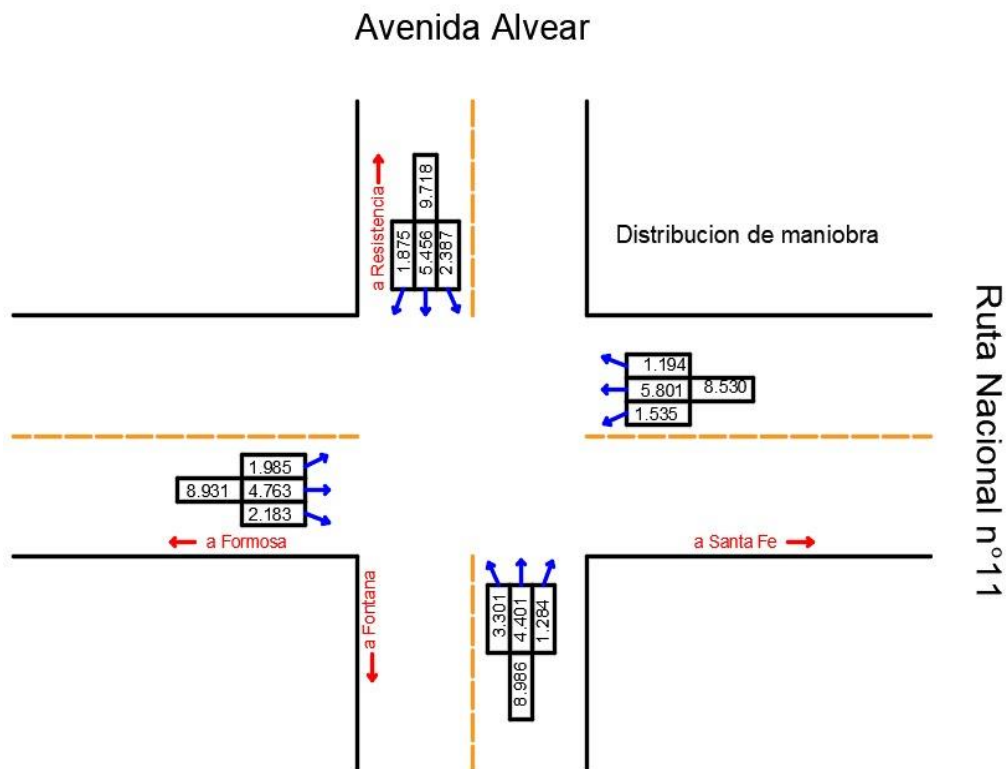 Avenida Alvear
a Resistencia
9.718
1.875
5.456
2.387
Distribucion de maniobra
Ruta Nacional n°11
1.194
5.801
8.530
1.535
1.985
8.931
4.763
2.183
a Formosa
a Santa Fe
a Fontana
3.301
4.401
1.284
8.986